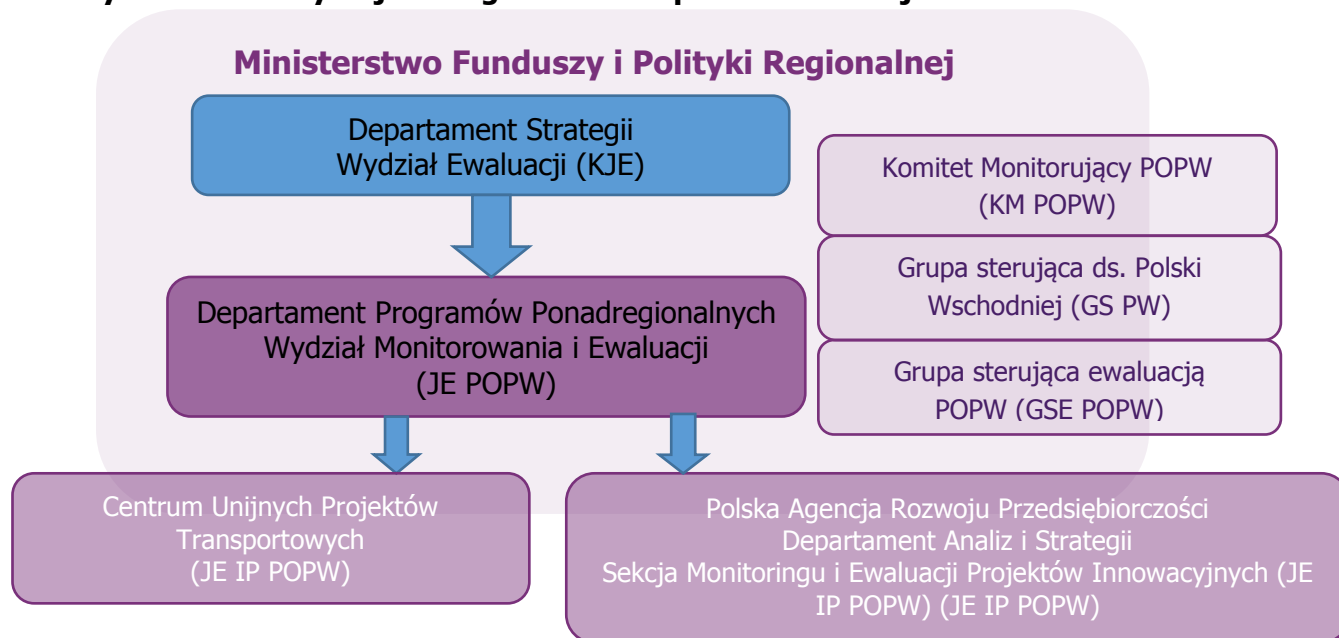 Ministerstwo Funduszy i Polityki Regionalnej
Departament Strategii
Wydział Ewaluacji (KJE)
Komitet Monitorujący POPW
(KM POPW)
Grupa sterująca ds. Polski
Wschodniej (GS PW)
Departament Programów Ponadregionalnych
Wydział Monitorowania i Ewaluacji
(JE POPW)
Grupa sterująca ewaluacją
POPW (GSE POPW)
Centrum Unijnych Projektów
Transportowych
(JE IP POPW)
Polska Agencja Rozwoju Przedsiębiorczości
Departament Analiz i Strategii
Sekcja Monitoringu i Ewaluacji Projektów Innowacyjnych (JE
IP POPW) (JE IP POPW)